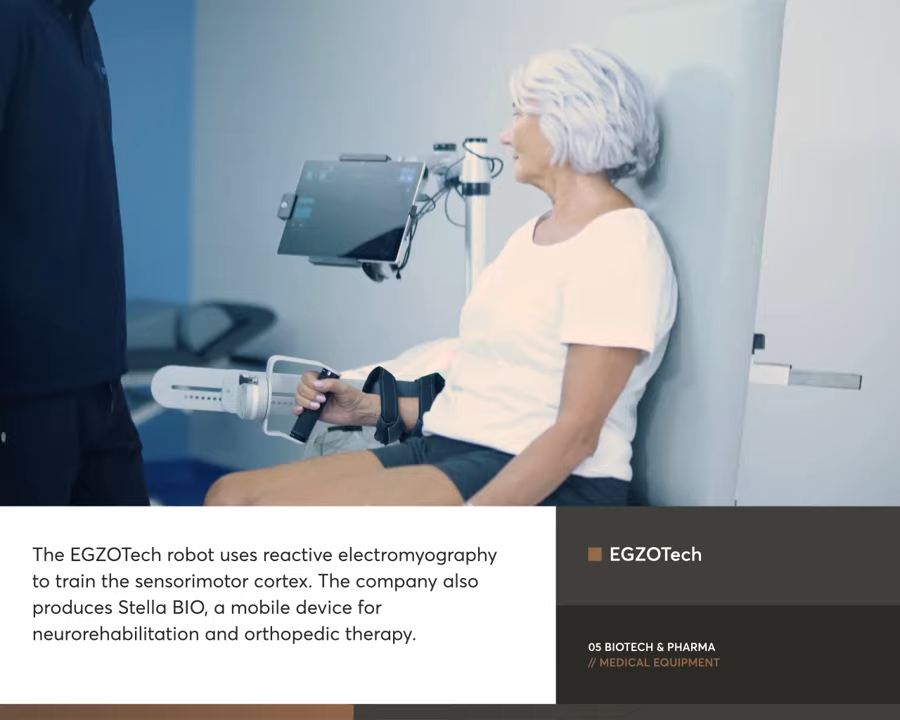 The EGZOTech robot uses reactive electromyography
to train the sensorimotor cortex. The company also
produces Stella BIO, a mobile device for
neurorehabilitation and orthopedic therapy.
EGZOTech
05 BIOTECH & PHARMA
// MEDICAL EQUIPMENT